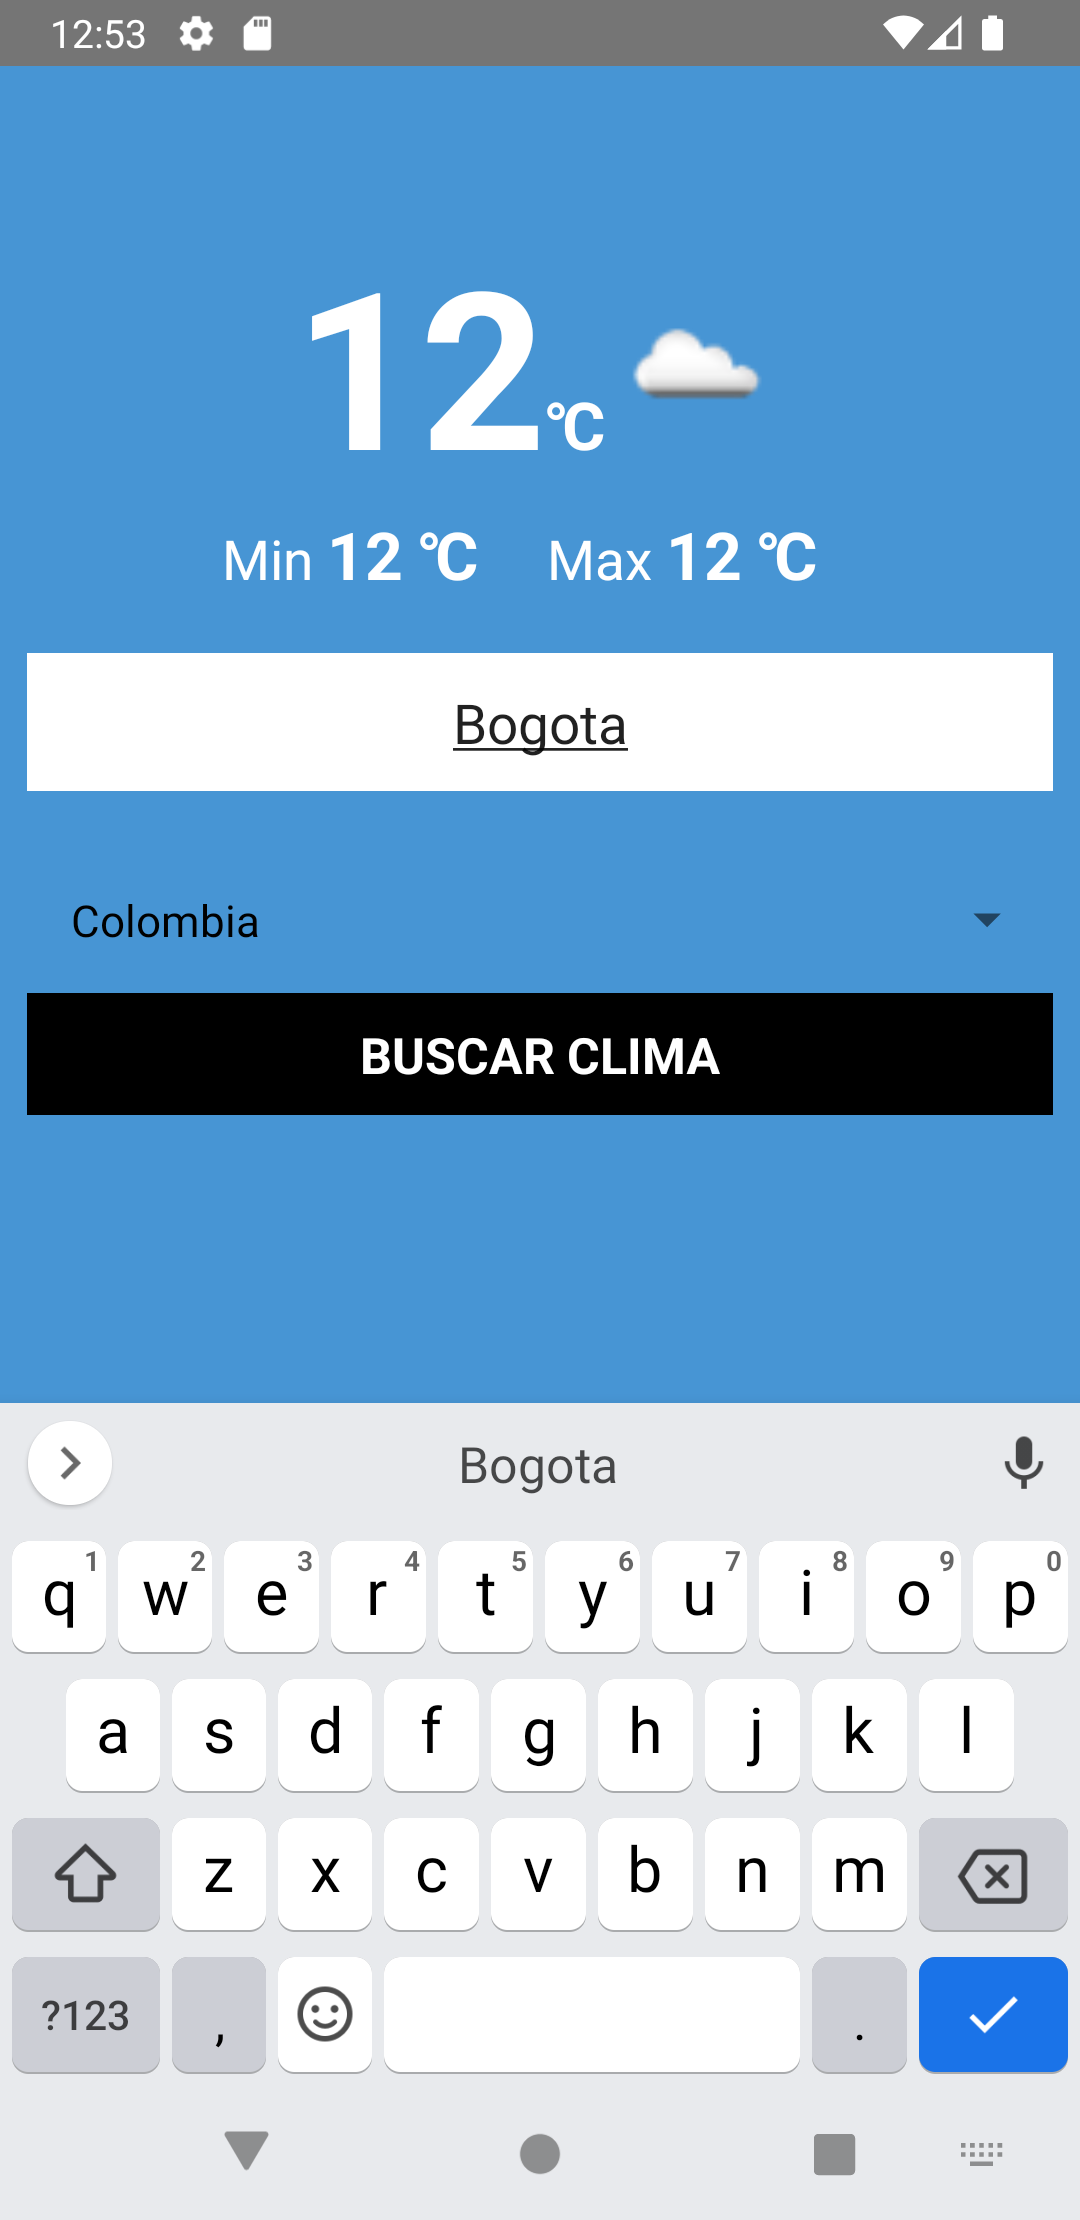 12:53
12 °C
Min 12 °C Max 12 °C
Bogota
Colombia
BUSCAR CLIMA
Bogota
q 1 w 2 e 3 r 4 t 5 y 6 u 7 i 8 o 9 p 0
a s d f g h j k l
z x c v b n m
?123 , .